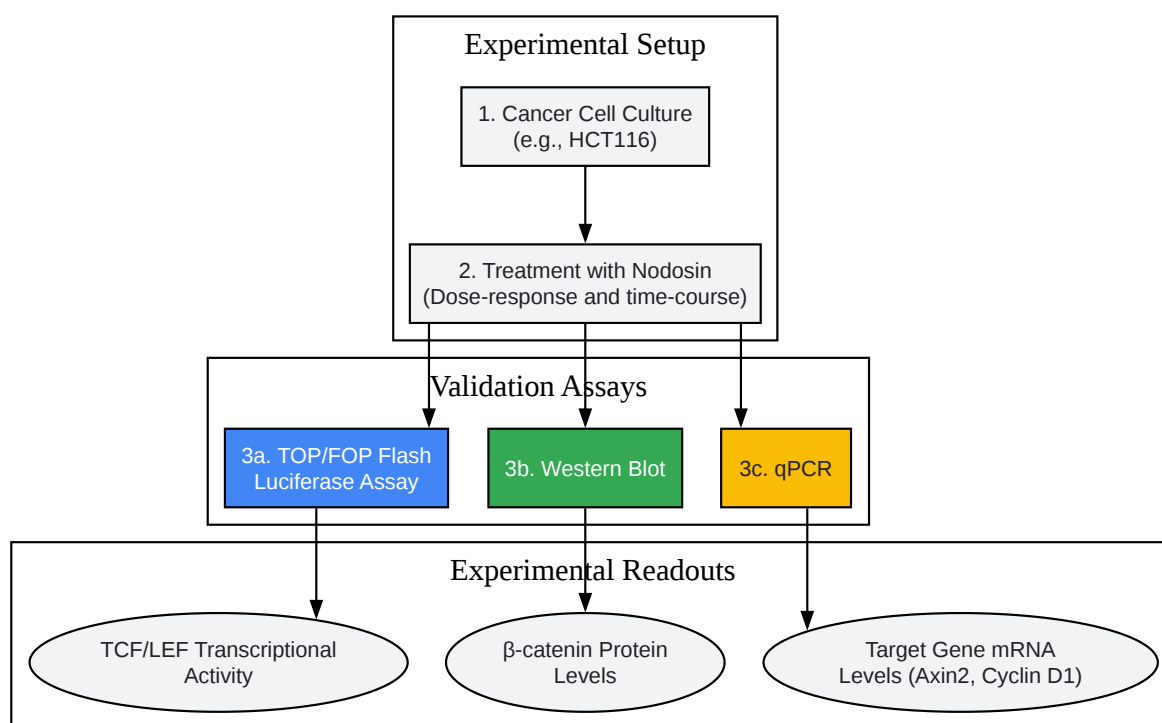 Experimental Setup
1. Cancer Cell Culture
(e.g., HCT116)
2. Treatment with Nodosin
(Dose-response and time-course)
Validation Assays
3a. TOP/FOP Flash
Luciferase Assay
3b. Western Blot
3c. qPCR
Experimental Readouts
TCF/LEF Transcriptional
Activity
β-catenin Protein
Levels
Target Gene mRNA
Levels (Axin2, Cyclin D1)